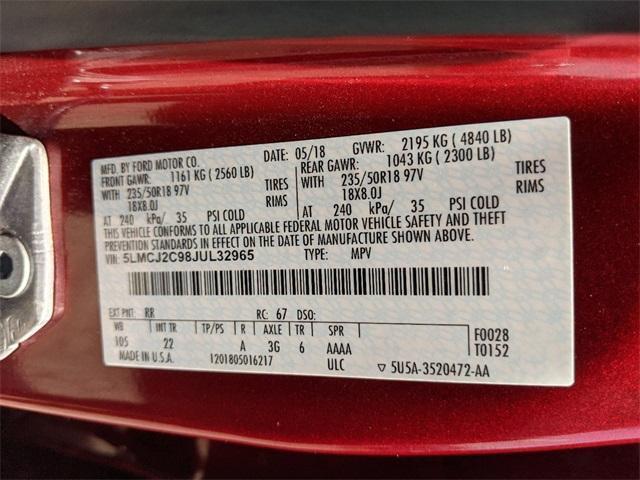 MFD. BY FORD MOTOR CO. DATE: 05/18 GVWR: 2195 KG ( 4840 LB)
FRONT GAWR: 1161 KG ( 2560 LB) REAR GAWR: 1043 KG ( 2300 LB)
WITH 235/50R18 97V TIRES WITH 235/50R18 97V TIRES
18X8.0J RIMS 18X8.0J RIMS
AT 240 kPa/ 35 PSI COLD AT 240 kPa/ 35 PSI COLD
THIS VEHICLE CONFORMS TO ALL APPLICABLE FEDERAL MOTOR VEHICLE SAFETY AND THEFT
PREVENTION STANDARDS IN EFFECT ON THE DATE OF MANUFACTURE SHOWN ABOVE.
VIN: 5LMCJ2C98JUL32965 TYPE: MPV
EXT PNT: RR RC: 67 DSO:
WB INT TR TP/PS R AXLE TR SPR F0028
105 22 A 3G 6 AAAA T0152
MADE IN U.S.A. 1201805016217 ULC ▽ 5U5A-3520472-AA